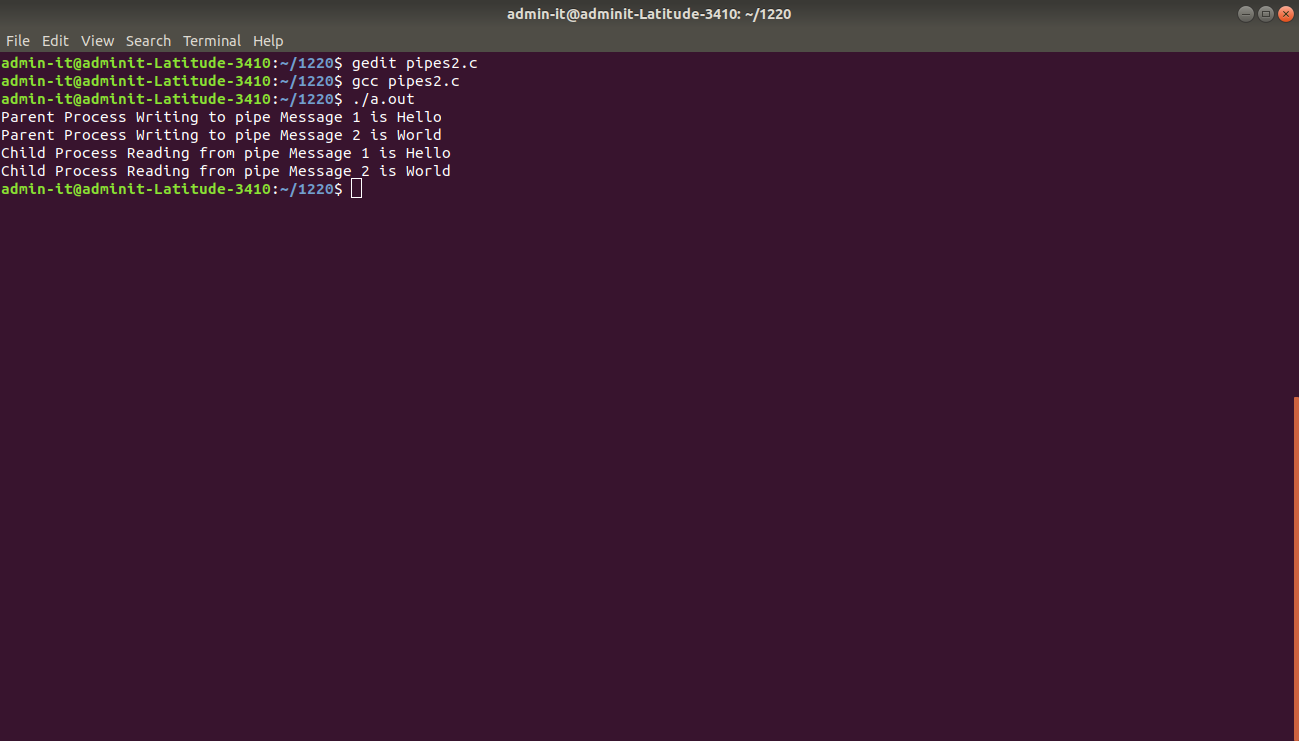 admin-it@adminit-Latitude-3410: ~/1220
File Edit View Search Terminal Help
admin-it@adminit-Latitude-3410:~/1220$ gedit pipes2.c
admin-it@adminit-Latitude-3410:~/1220$ gcc pipes2.c
admin-it@adminit-Latitude-3410:~/1220$ ./a.out
Parent Process Writing to pipe Message 1 is Hello
Parent Process Writing to pipe Message 2 is World
Child Process Reading from pipe Message 1 is Hello
Child Process Reading from pipe Message 2 is World
admin-it@adminit-Latitude-3410:~/1220$